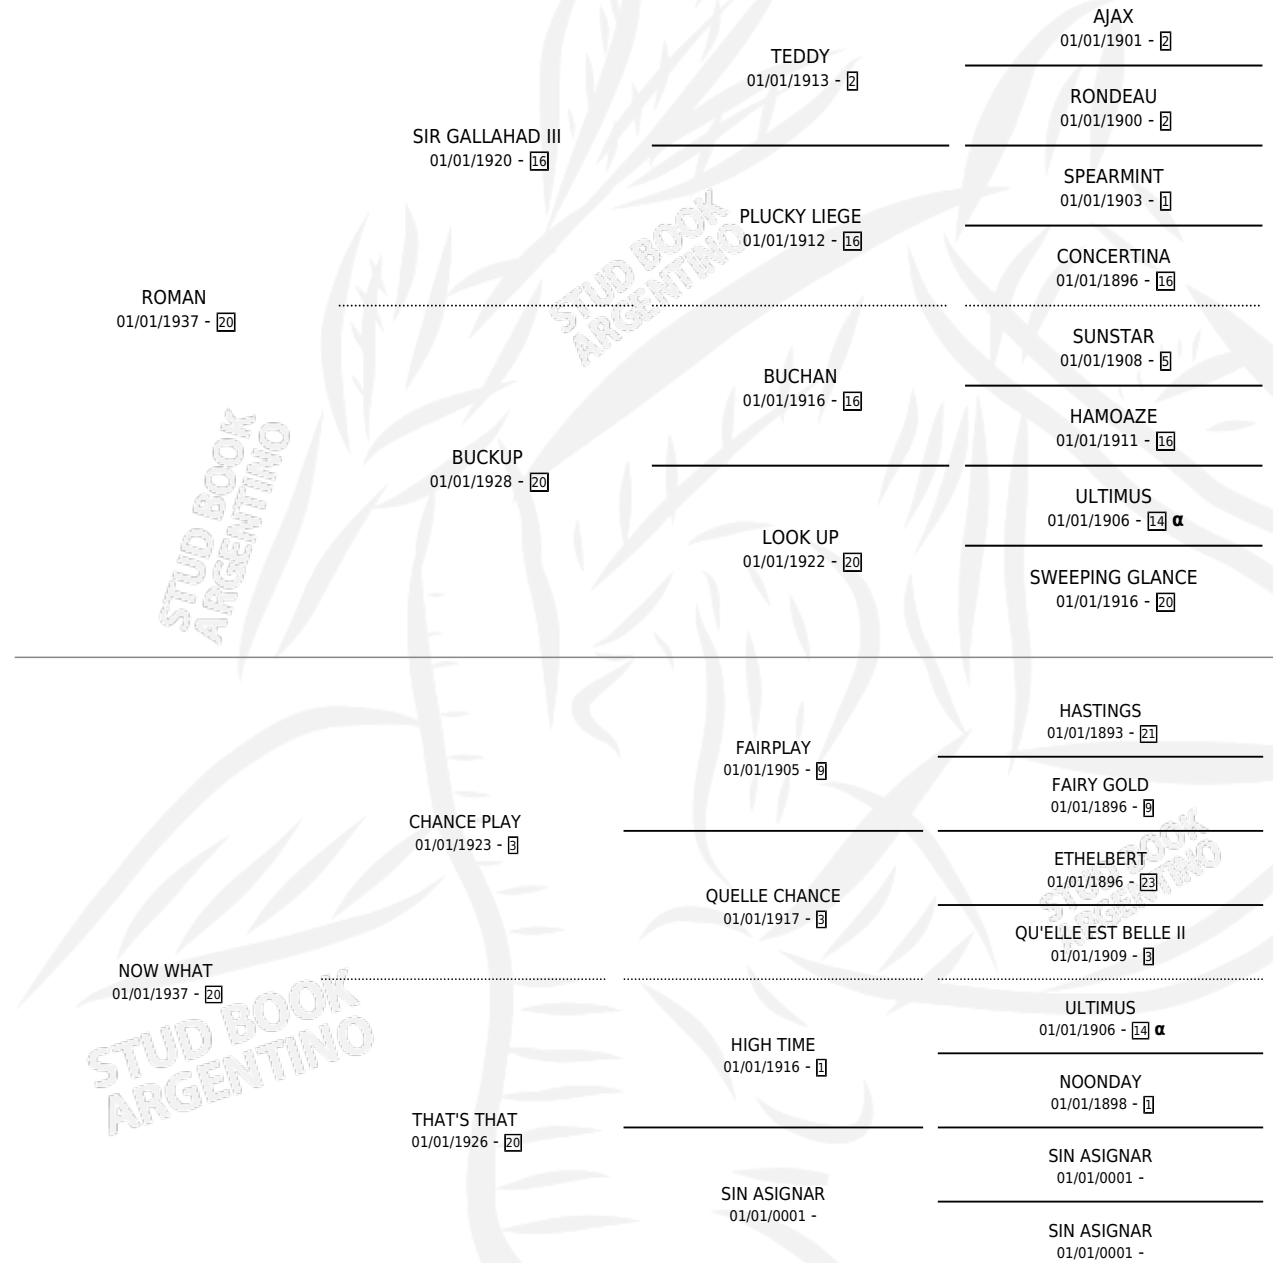 AJAX
01/01/1901 - 2
TEDDY
01/01/1913 - 2
RONDEAU
01/01/1900 - 2
SIR GALLAHAD III
01/01/1920 - 16
SPEARMINT
01/01/1903 - 1
PLUCKY LIEGE
01/01/1912 - 16
CONCERTINA
01/01/1896 - 16
ROMAN
01/01/1937 - 20
SUNSTAR
01/01/1908 - 5
BUCHAN
01/01/1916 - 16
HAMOAZE
01/01/1911 - 16
BUCKUP
01/01/1928 - 20
ULTIMUS
01/01/1906 - 14 α
LOOK UP
01/01/1922 - 20
SWEEPING GLANCE
01/01/1916 - 20
HASTINGS
01/01/1893 - 21
FAIRPLAY
01/01/1905 - 9
FAIRY GOLD
01/01/1896 - 9
CHANCE PLAY
01/01/1923 - 3
ETHELBERT
01/01/1896 - 23
QUELLE CHANCE
01/01/1917 - 3
QU'ELLE EST BELLE II
01/01/1909 - 3
NOW WHAT
01/01/1937 - 20
ULTIMUS
01/01/1906 - 14 α
HIGH TIME
01/01/1916 - 1
NOONDAY
01/01/1898 - 1
THAT'S THAT
01/01/1926 - 20
SIN ASIGNAR
01/01/0001 -
SIN ASIGNAR
01/01/0001 -
SIN ASIGNAR
01/01/0001 -
STUD BOOK
ARGENTINO
STUD BOOK
ARGENTINO
STUD BOOK
ARGENTINO
STUD BOOK
ARGENTINO